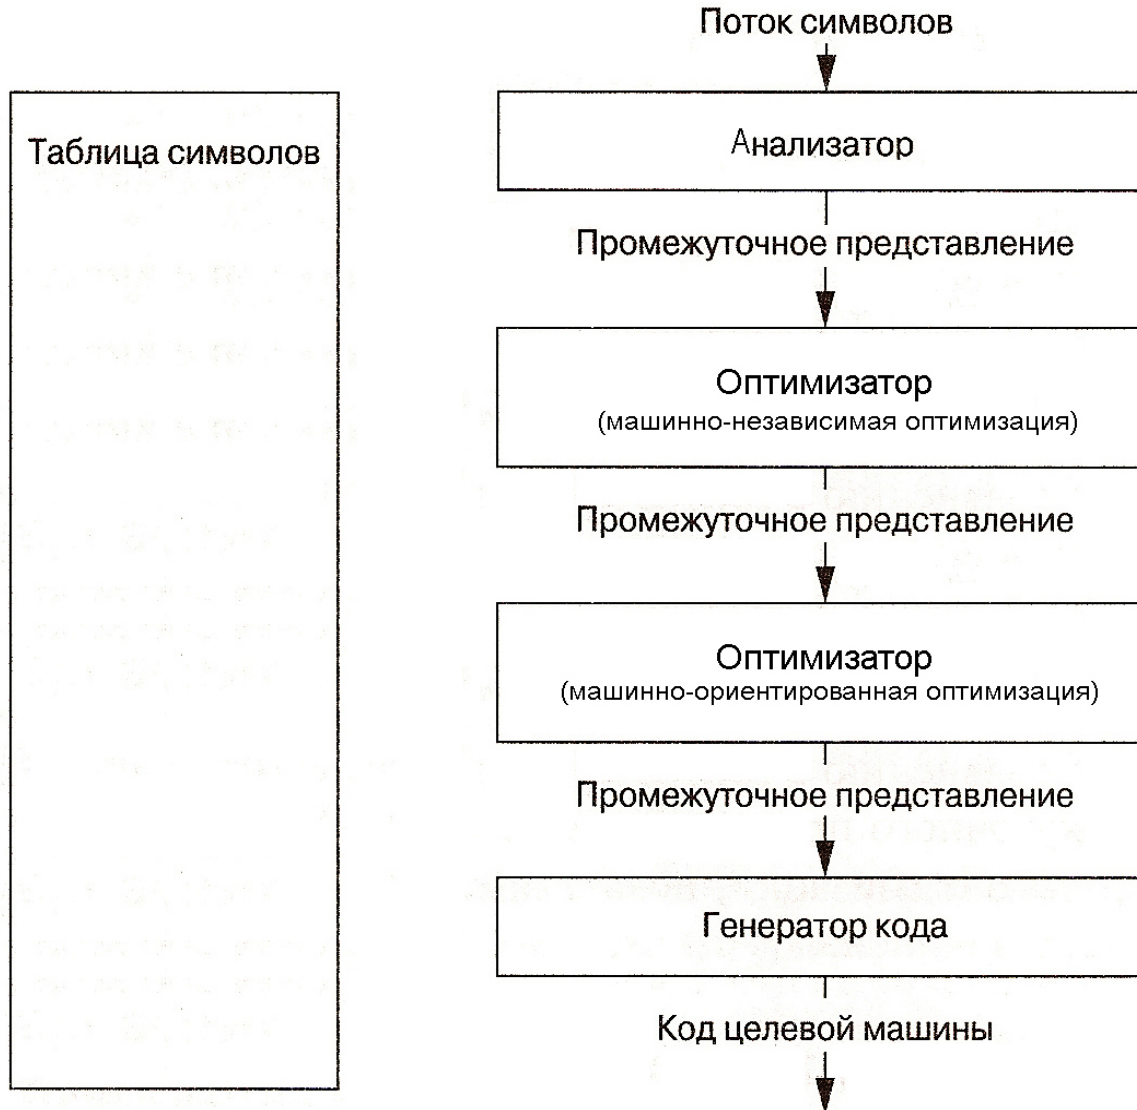 Поток символов
Таблица символов
Анализатор
Промежуточное представление
Оптимизатор
(машинно-независимая оптимизация)
Промежуточное представление
Оптимизатор
(машинно-ориентированная оптимизация)
Промежуточное представление
Генератор кода
Код целевой машины